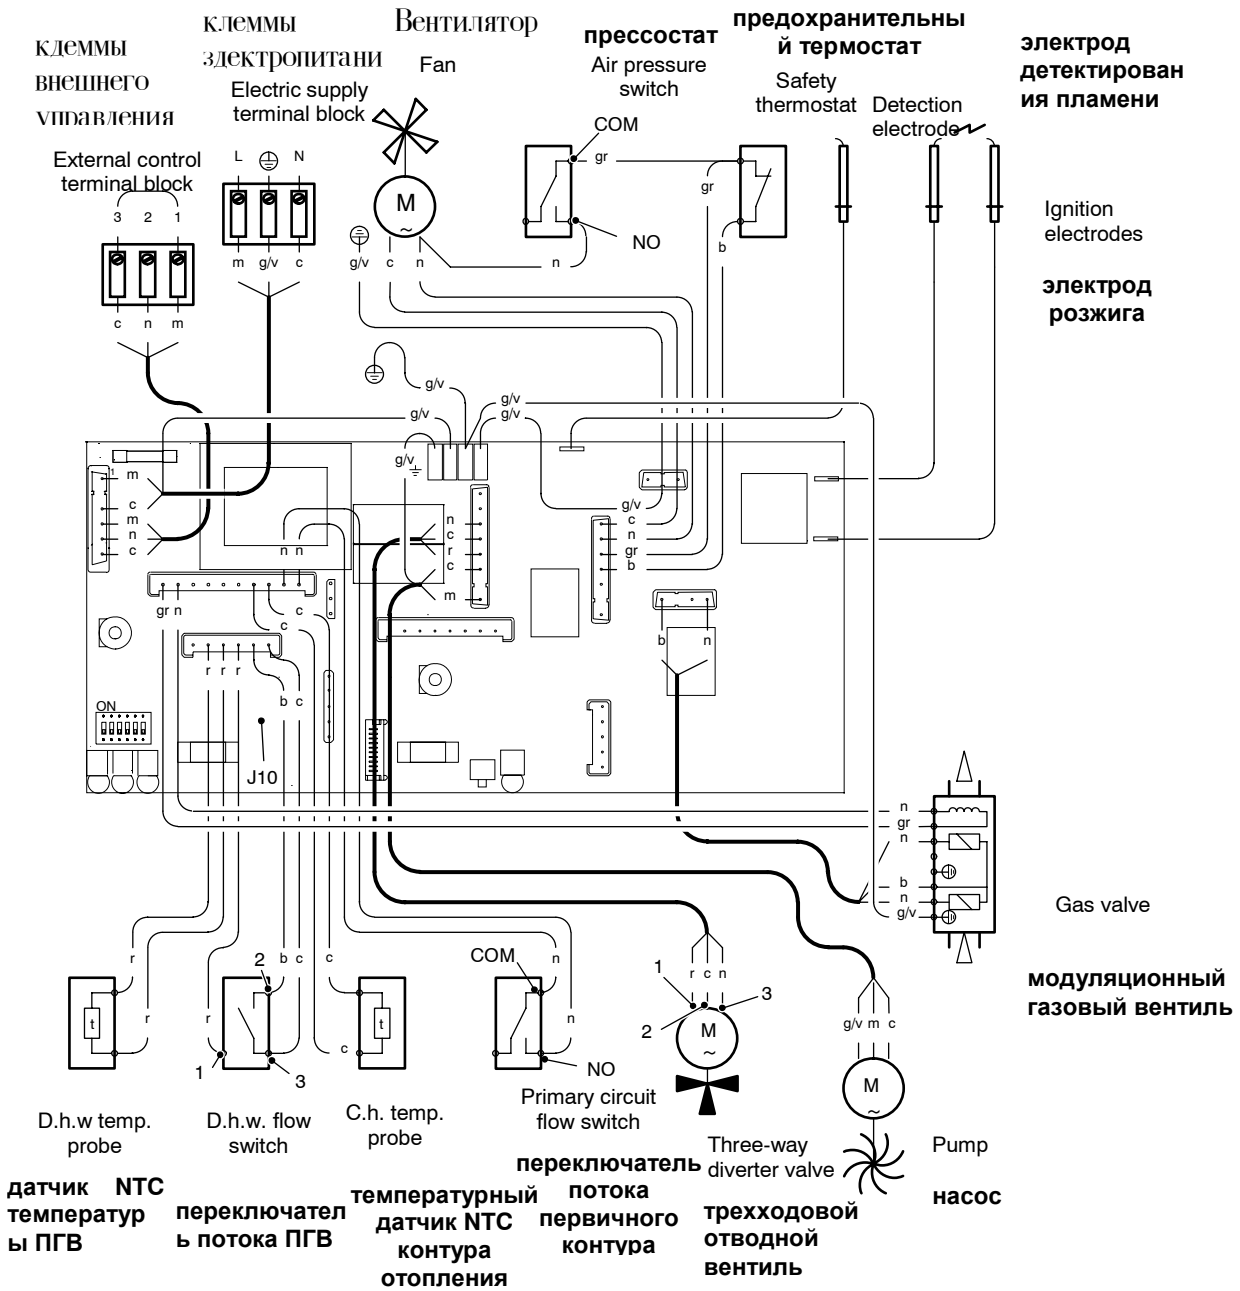 кдеммы
внешнего
управления
External control
terminal block
3 2 1
c n m
клеммы
здектропитани
Electric supply
terminal block
L N
m g/v c
Вентилятор
Fan
M
~
g/v c n
прессостат
Air pressure
switch
COM
gr
NO
n
предохранительны
й термостат
Safety
thermostat
gr
b
электрод
детектирован
ия пламени
Detection
electrode
Ignition
electrodes
электрод
розжига
g/v
g/v
g/v
g/v
g/v
1
m
c
m
n
c
n n
n
c
r
c
m
g/v
c
n
gr
b
gr n
c
c
r r r
b c
b n
ON
J10
n
gr
n
b
n
g/v
Gas valve
модуляционный
газовый вентиль
r
r
t
D.h.w temp.
probe
датчик NTC
температур
ы ПГВ
2
b c
r
1
3
D.h.w. flow
switch
переключател
ь потока ПГВ
c
c
t
C.h. temp.
probe
температурный
датчик NTC
контура
отопления
COM
n
n
NO
Primary circuit
flow switch
переключатель
потока
первичного
контура
1
r c n
2
3
M
~
Three-way
diverter valve
трехходовой
отводной
вентиль
g/v m c
M
~
Pump
насос